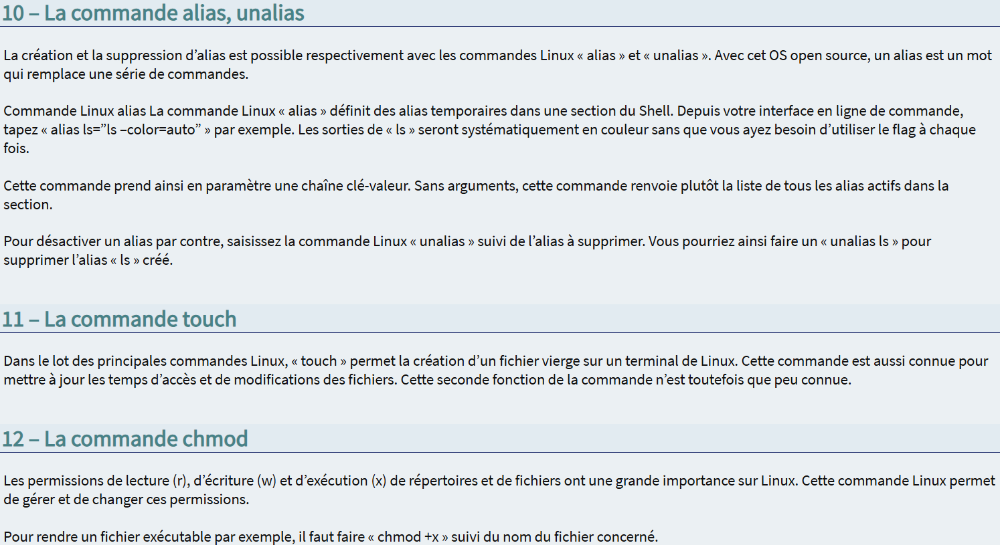 10 – La commande alias, unalias
La création et la suppression d’alias est possible respectivement avec les commandes Linux « alias » et « unalias ». Avec cet OS open source, un alias est un mot
qui remplace une série de commandes.
Commande Linux alias La commande Linux « alias » définit des alias temporaires dans une section du Shell. Depuis votre interface en ligne de commande,
tapez « alias ls=”ls –color=auto” » par exemple. Les sorties de « ls » seront systématiquement en couleur sans que vous ayez besoin d’utiliser le flag à chaque
fois.
Cette commande prend ainsi en paramètre une chaîne clé-valeur. Sans arguments, cette commande renvoie plutôt la liste de tous les alias actifs dans la
section.
Pour désactiver un alias par contre, saisissez la commande Linux « unalias » suivi de l’alias à supprimer. Vous pourriez ainsi faire un « unalias ls » pour
supprimer l’alias « ls » créé.
11 – La commande touch
Dans le lot des principales commandes Linux, « touch » permet la création d’un fichier vierge sur un terminal de Linux. Cette commande est aussi connue pour
mettre à jour les temps d’accès et de modifications des fichiers. Cette seconde fonction de la commande n’est toutefois que peu connue.
12 – La commande chmod
Les permissions de lecture (r), d’écriture (w) et d’exécution (x) de répertoires et de fichiers ont une grande importance sur Linux. Cette commande Linux permet
de gérer et de changer ces permissions.
Pour rendre un fichier exécutable par exemple, il faut faire « chmod +x » suivi du nom du fichier concerné.